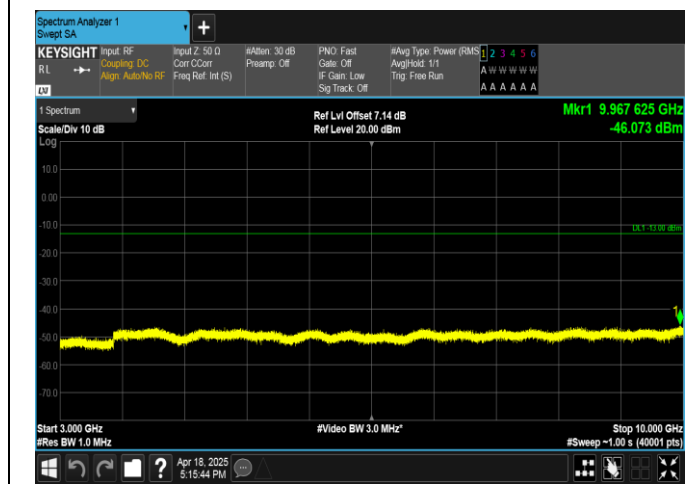 Spectrum Analyzer 1
Swept SA
+
KEYSIGHT Input: RF Input Z: 50 Ω #Atten: 30 dB PNO: Fast #Avg Type: Power (RMS 1 2 3 4 5 6
RL Coupling: DC Corr CCorr Preamp: Off Gate: Off Avg|Hold: 1/1 A W W W W W
Align: Auto/No RF Freq Ref: Int (S) IF Gain: Low Trig: Free Run
LXI Sig Track: Off A A A A A A
1 Spectrum Ref Lvl Offset 7.14 dB Mkr1 9.967 625 GHz
Scale/Div 10 dB Ref Level 20.00 dBm -46.073 dBm
Log
10.0
0.00
-10.0
DL1 -13.00 dBm
-20.0
-30.0
-40.0
1
-50.0
-60.0
-70.0
Start 3.000 GHz #Video BW 3.0 MHz* Stop 10.000 GHz
#Res BW 1.0 MHz #Sweep ~1.00 s (40001 pts)
? Apr 18, 2025
5:15:44 PM